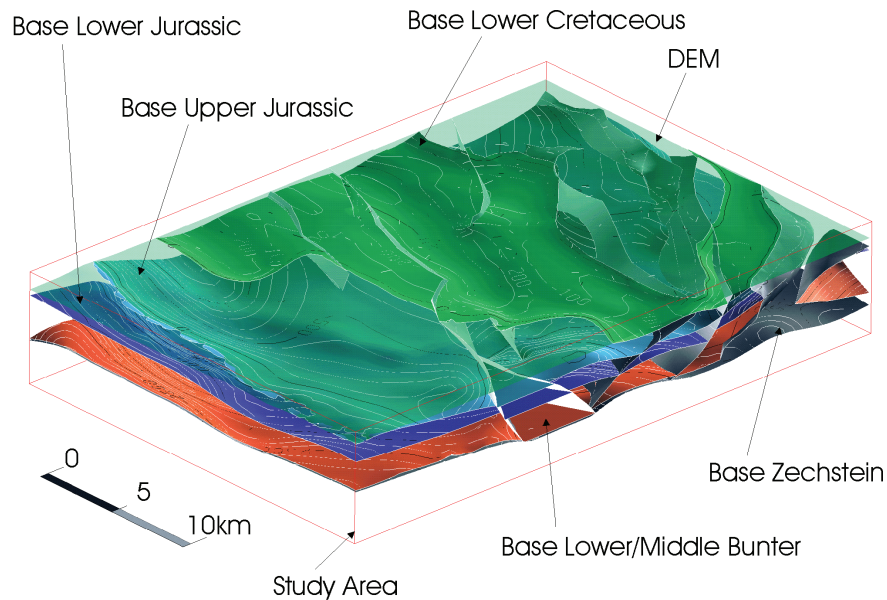 Base Lower Jurassic
Base Lower Cretaceous
DEM
Base Upper Jurassic
0
5
10km
Base Zechstein
Base Lower/Middle Bunter
Study Area